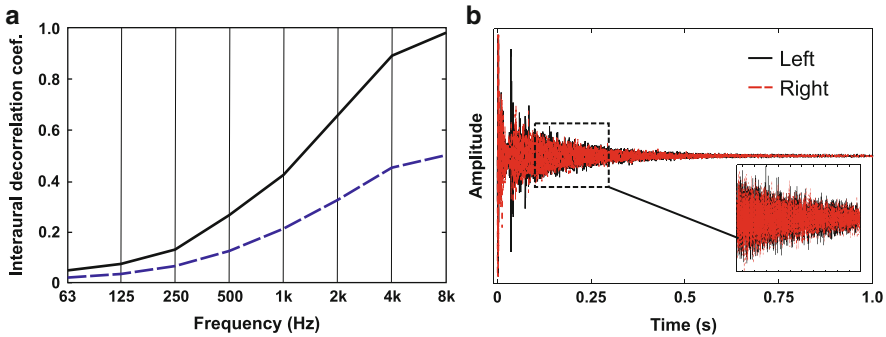 a
Interaural decorrelation coef.
1.0
0.8
0.6
0.4
0.2
0
63 125 250 500 1k 2k 4k 8k
Frequency (Hz)
b
Amplitude
Left
Right
0 0.25 0.5 0.75 1.0
Time (s)